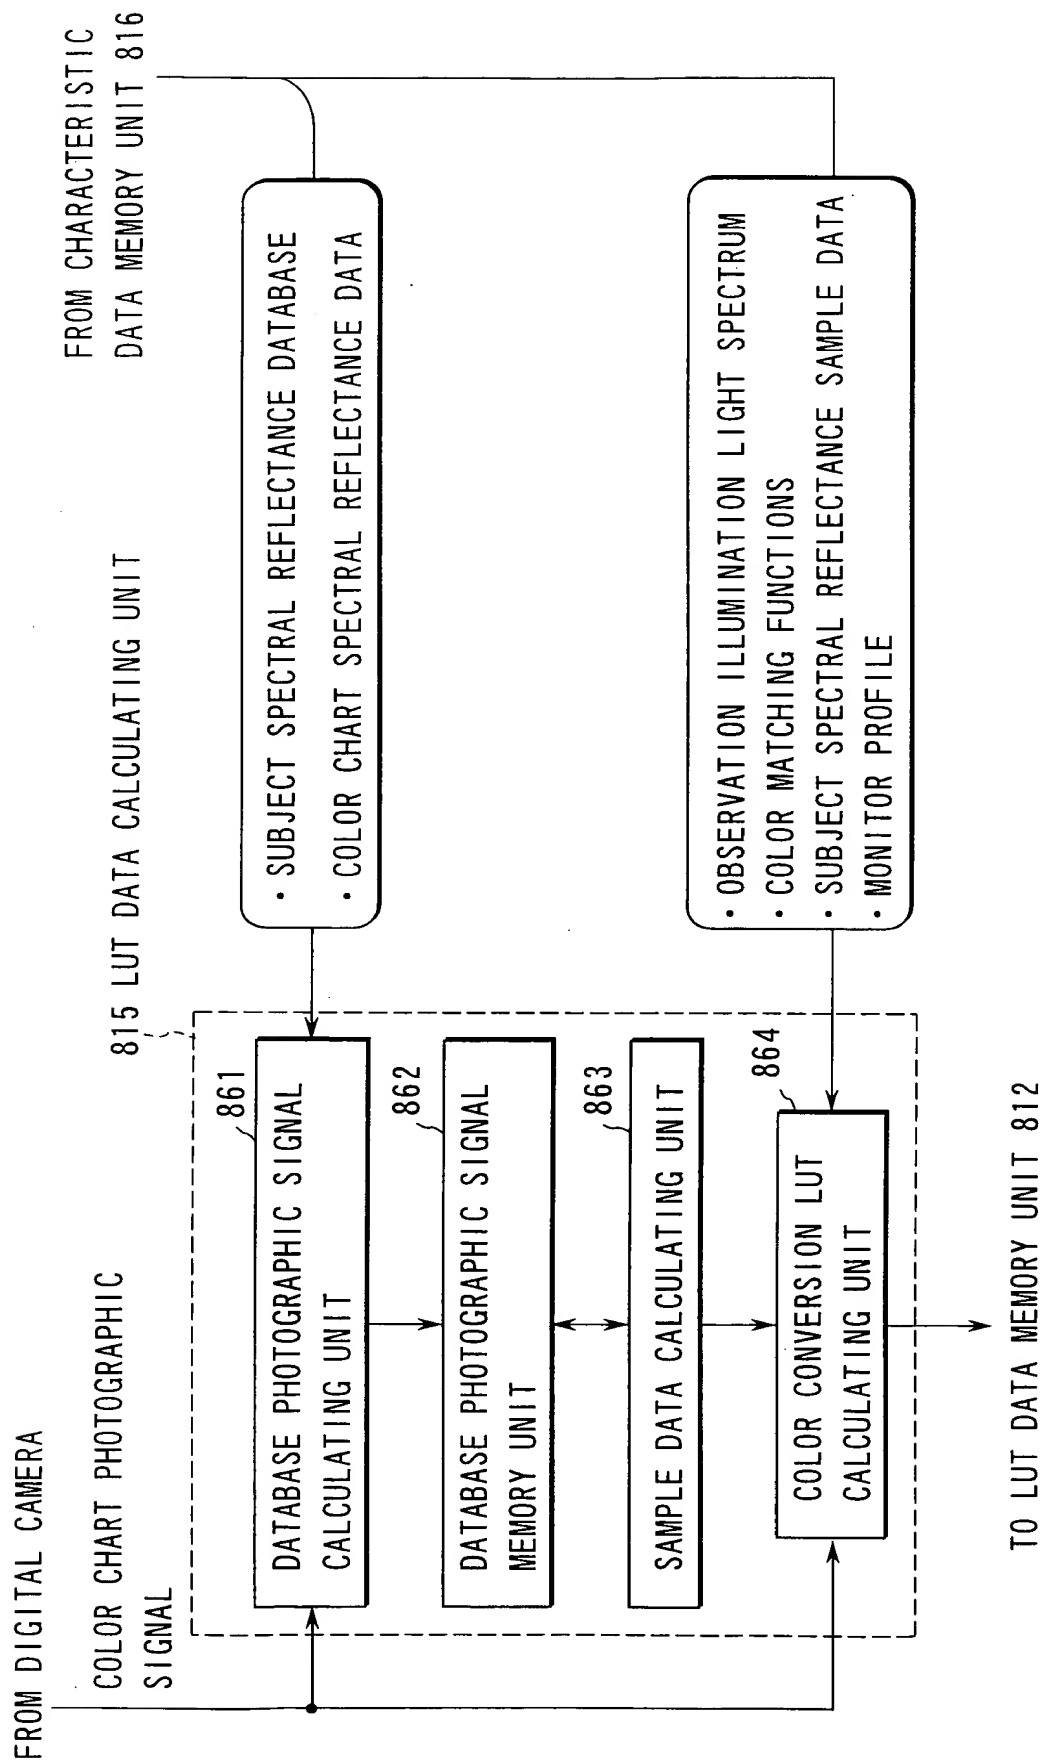 FROM DIGITAL CAMERA
COLOR CHART PHOTOGRAPHIC
SIGNAL
815 LUT DATA CALCULATING UNIT
FROM CHARACTERISTIC
DATA MEMORY UNIT 816
861
DATABASE PHOTOGRAPHIC SIGNAL
CALCULATING UNIT
• SUBJECT SPECTRAL REFLECTANCE DATABASE
• COLOR CHART SPECTRAL REFLECTANCE DATA
862
DATABASE PHOTOGRAPHIC SIGNAL
MEMORY UNIT
863
SAMPLE DATA CALCULATING UNIT
864
COLOR CONVERSION LUT
CALCULATING UNIT
• OBSERVATION ILLUMINATION LIGHT SPECTRUM
• COLOR MATCHING FUNCTIONS
• SUBJECT SPECTRAL REFLECTANCE SAMPLE DATA
• MONITOR PROFILE
TO LUT DATA MEMORY UNIT 812